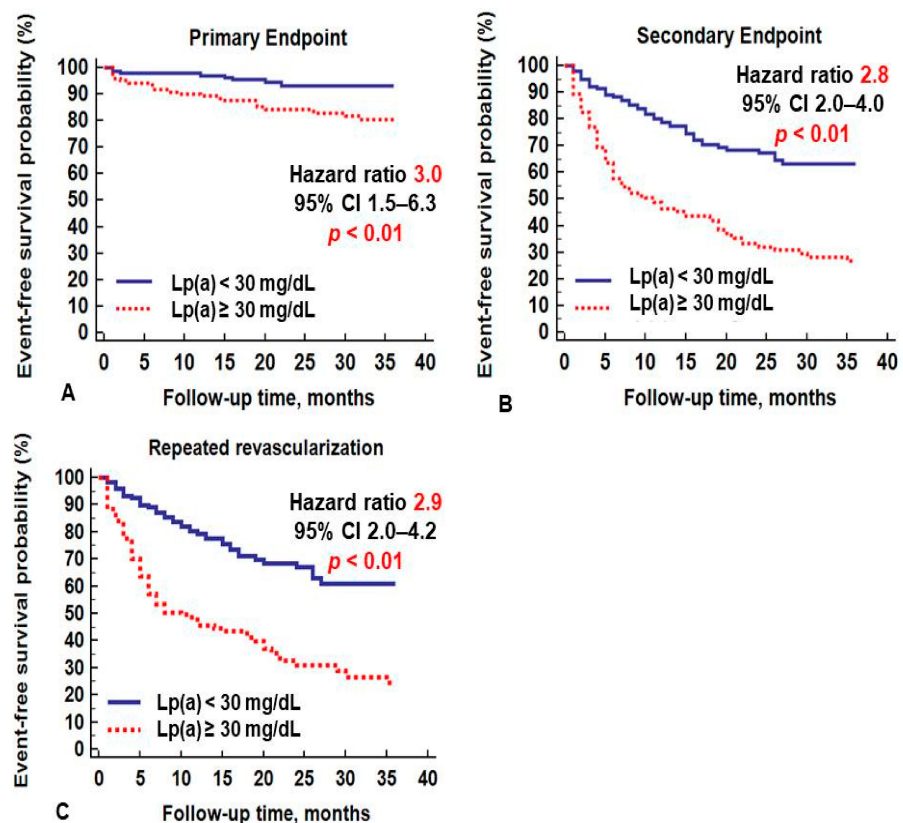 Primary Endpoint
Event-free survival probability (%)
100
90
80
70
60
50
40
30
20
10
0
Hazard ratio 3.0
95% CI 1.5–6.3
p < 0.01
Lp(a) < 30 mg/dL
Lp(a) ≥ 30 mg/dL
0 5 10 15 20 25 30 35 40
Follow-up time, months
A
Secondary Endpoint
Event-free survival probability (%)
100
90
80
70
60
50
40
30
20
10
0
Hazard ratio 2.8
95% CI 2.0–4.0
p < 0.01
Lp(a) < 30 mg/dL
Lp(a) ≥ 30 mg/dL
0 5 10 15 20 25 30 35 40
Follow-up time, months
B
Repeated revascularization
Event-free survival probability (%)
100
90
80
70
60
50
40
30
20
10
0
Hazard ratio 2.9
95% CI 2.0–4.2
p < 0.01
Lp(a) < 30 mg/dL
Lp(a) ≥ 30 mg/dL
0 5 10 15 20 25 30 35 40
Follow-up time, months
C